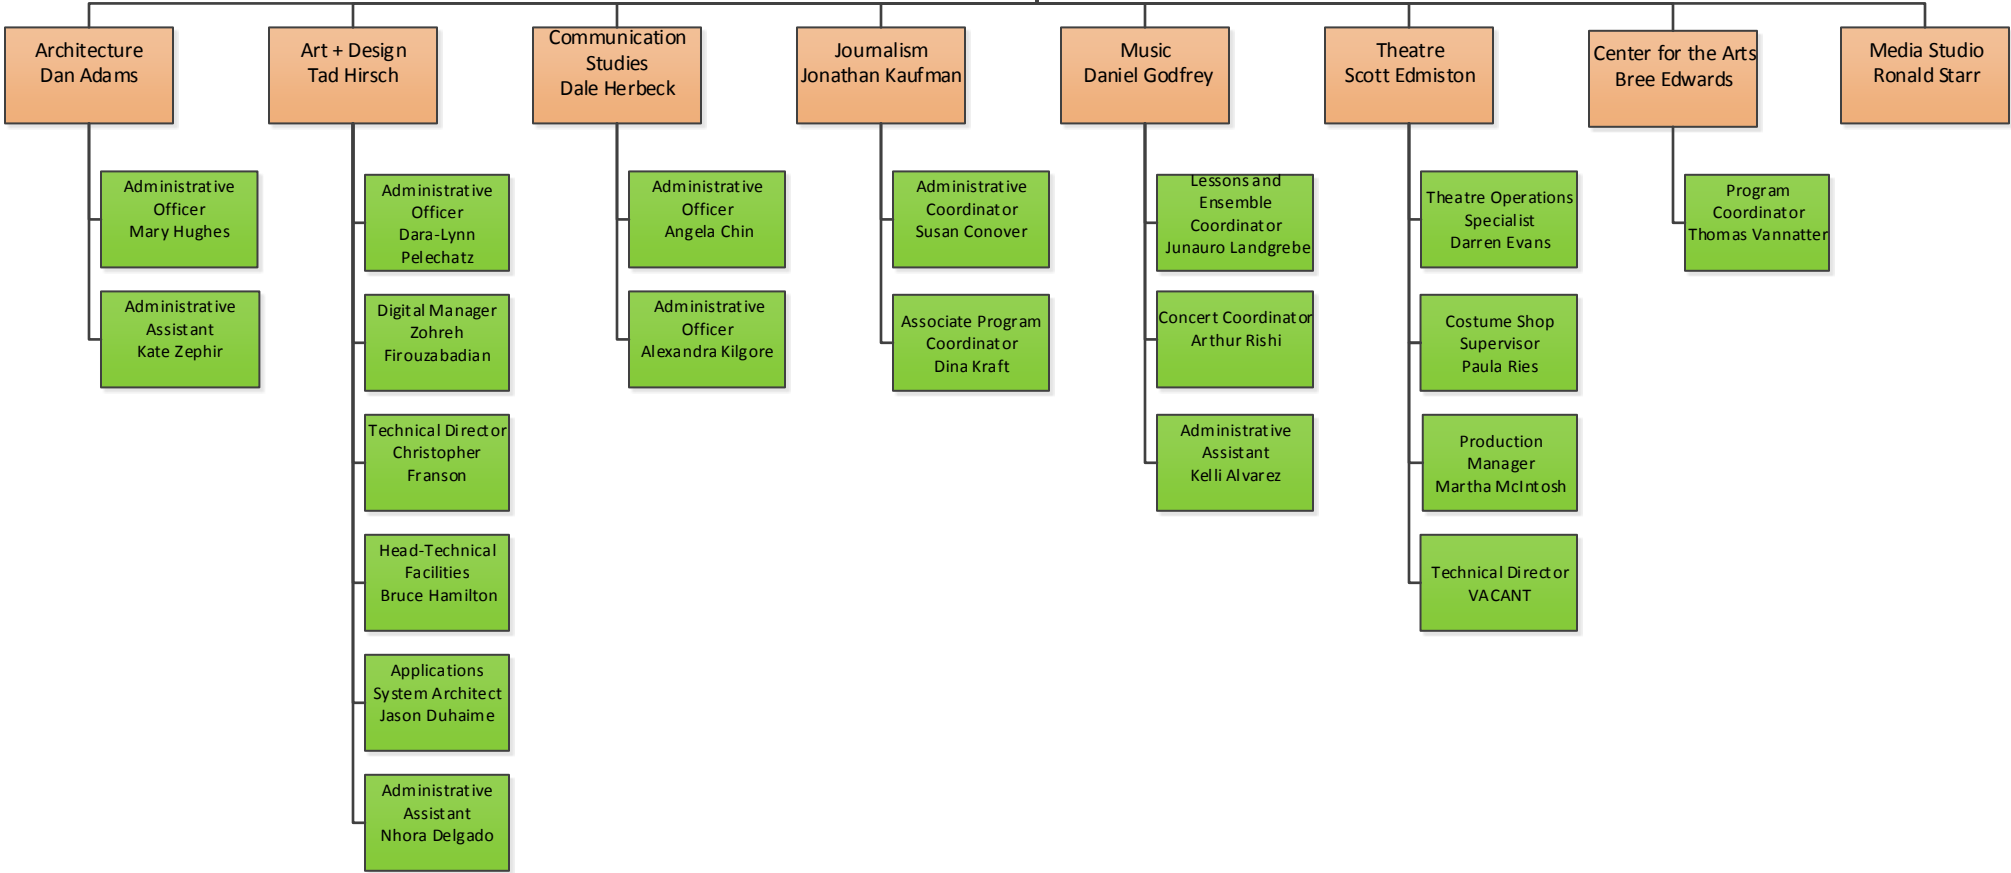 Architecture
Dan Adams
Art + Design
Tad Hirsch
Communication
Studies
Dale Herbeck
Journalism
Jonathan Kaufman
Music
Daniel Godfrey
Theatre
Scott Edmiston
Center for the Arts
Bree Edwards
Media Studio
Ronald Starr
Administrative
Officer
Mary Hughes
Administrative
Assistant
Kate Zephir
Administrative
Officer
Dara-Lynn
Pelechatz
Digital Manager
Zohreh
Firouzabadian
Technical Director
Christopher
Franson
Head-Technical
Facilities
Bruce Hamilton
Applications
System Architect
Jason Duhaime
Administrative
Assistant
Nhora Delgado
Administrative
Officer
Angela Chin
Administrative
Officer
Alexandra Kilgore
Administrative
Coordinator
Susan Conover
Associate Program
Coordinator
Dina Kraft
Lessons and
Ensemble
Coordinator
Junauro Landgrebe
Concert Coordinator
Arthur Rishi
Administrative
Assistant
Kelli Alvarez
Theatre Operations
Specialist
Darren Evans
Costume Shop
Supervisor
Paula Ries
Production
Manager
Martha McIntosh
Technical Director
VACANT
Program
Coordinator
Thomas Vannatter